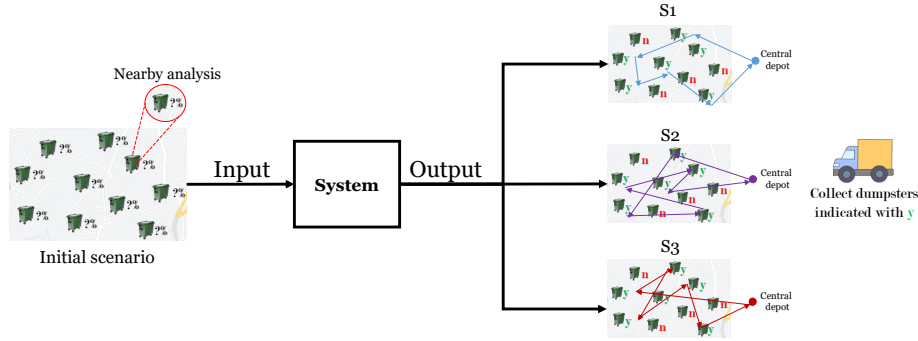 Nearby analysis
?%
?%
?%
?%
?%
?%
?%
?%
?%
?%
Initial scenario
Input
System
Output
S1
y
n
y
y
y
n
n
y
n
y
Central
depot
S2
y
n
y
y
y
n
n
y
n
y
Central
depot
S3
y
n
y
y
y
n
n
y
n
y
Central
depot
Collect dumpsters
indicated with y